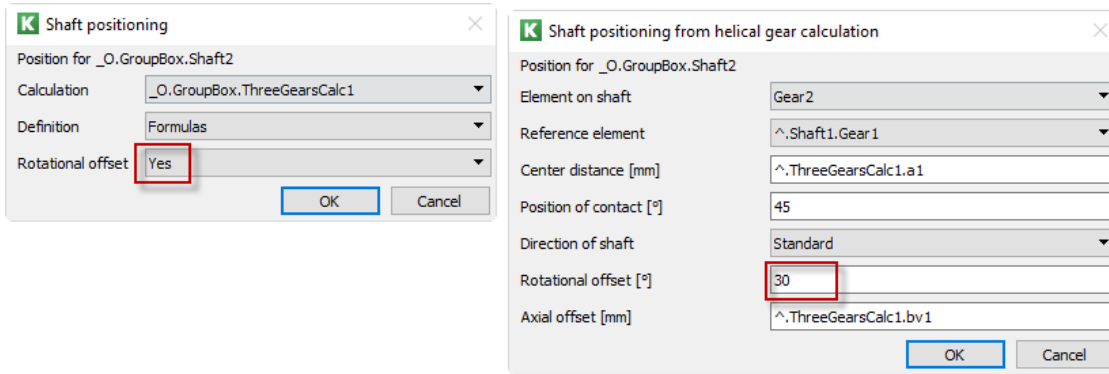 K Shaft positioning
Position for _O.GroupBox.Shaft2
Calculation _O.GroupBox.ThreeGearsCalc1
Definition Formulas
Rotational offset Yes
OK Cancel
K Shaft positioning from helical gear calculation
Position for _O.GroupBox.Shaft2
Element on shaft Gear2
Reference element ^.Shaft1.Gear1
Center distance [mm] ^.ThreeGearsCalc1.a1
Position of contact [°] 45
Direction of shaft Standard
Rotational offset [°] 30
Axial offset [mm] ^.ThreeGearsCalc1.bv1
OK Cancel